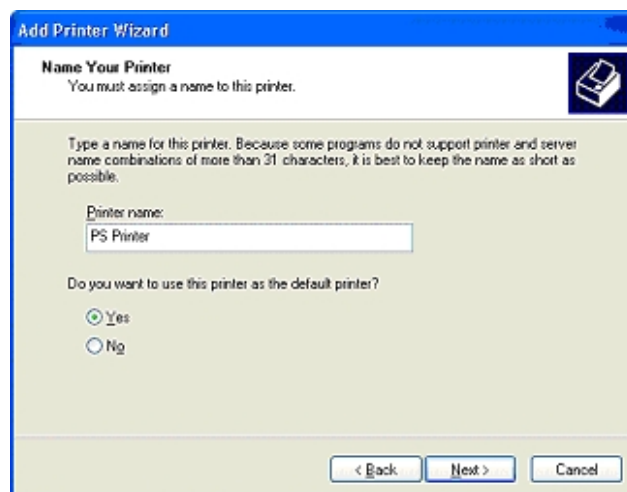 Add Printer Wizard
Name Your Printer
You must assign a name to this printer.
Type a name for this printer. Because some programs do not support printer and server
name combinations of more than 31 characters, it is best to keep the name as short as
possible.
Printer name:
PS Printer
Do you want to use this printer as the default printer?
Yes
No
< Back
Next >
Cancel